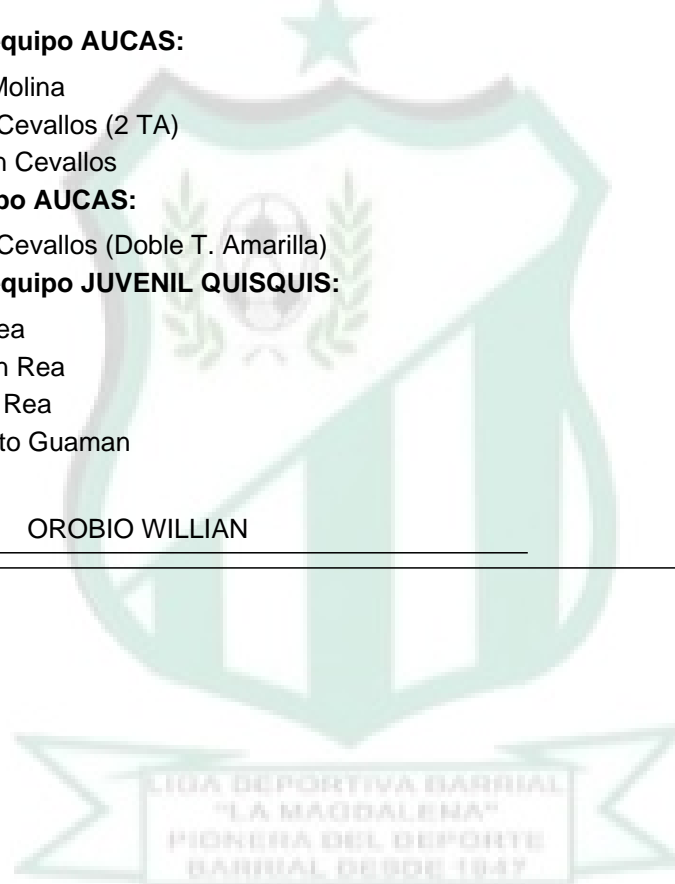 quipo AUCAS:
Molina
Cevallos (2 TA)
n Cevallos
po AUCAS:
Cevallos (Doble T. Amarilla)
quipo JUVENIL QUISQUIS:
ea
n Rea
Rea
to Guaman
OROBIO WILLIAN
LIGA DEPORTIVA BARRIAL
"LA MAGDALENA"
PIONERA DEL DEPORTE
BARRIAL DESDE 1947